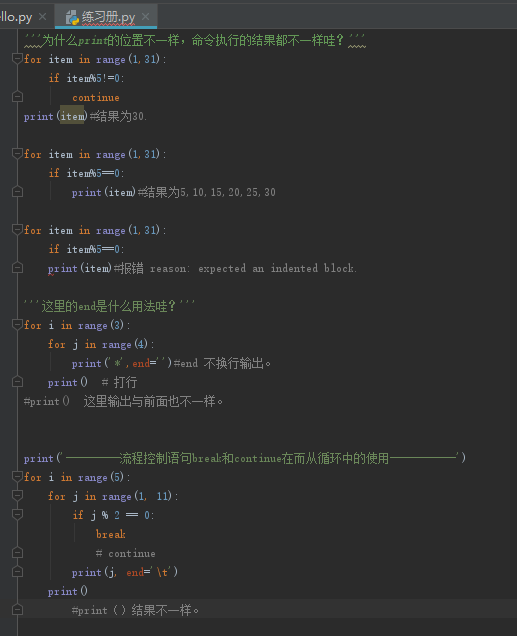 llo.py × 练习册.py ×
'''为什么print的位置不一样，命令执行的结果都不一样哇？'''
for item in range(1,31):
    if item%5!=0:
        continue
print(item)#结果为30.
for item in range(1,31):
    if item%5==0:
        print(item)#结果为5,10,15,20,25,30
for item in range(1,31):
    if item%5==0:
    print(item)#报错 reason: expected an indented block.
'''这里的end是什么用法哇？'''
for i in range(3):
    for j in range(4):
        print('*',end='')#end 不换行输出。
    print()  # 打行
#print()  这里输出与前面也不一样。
print('—————流程控制语句break和continue在而从循环中的使用——————')
for i in range(5):
    for j in range(1, 11):
        if j % 2 == 0:
            break
            # continue
        print(j, end='\t')
    print()
        #print（）结果不一样。